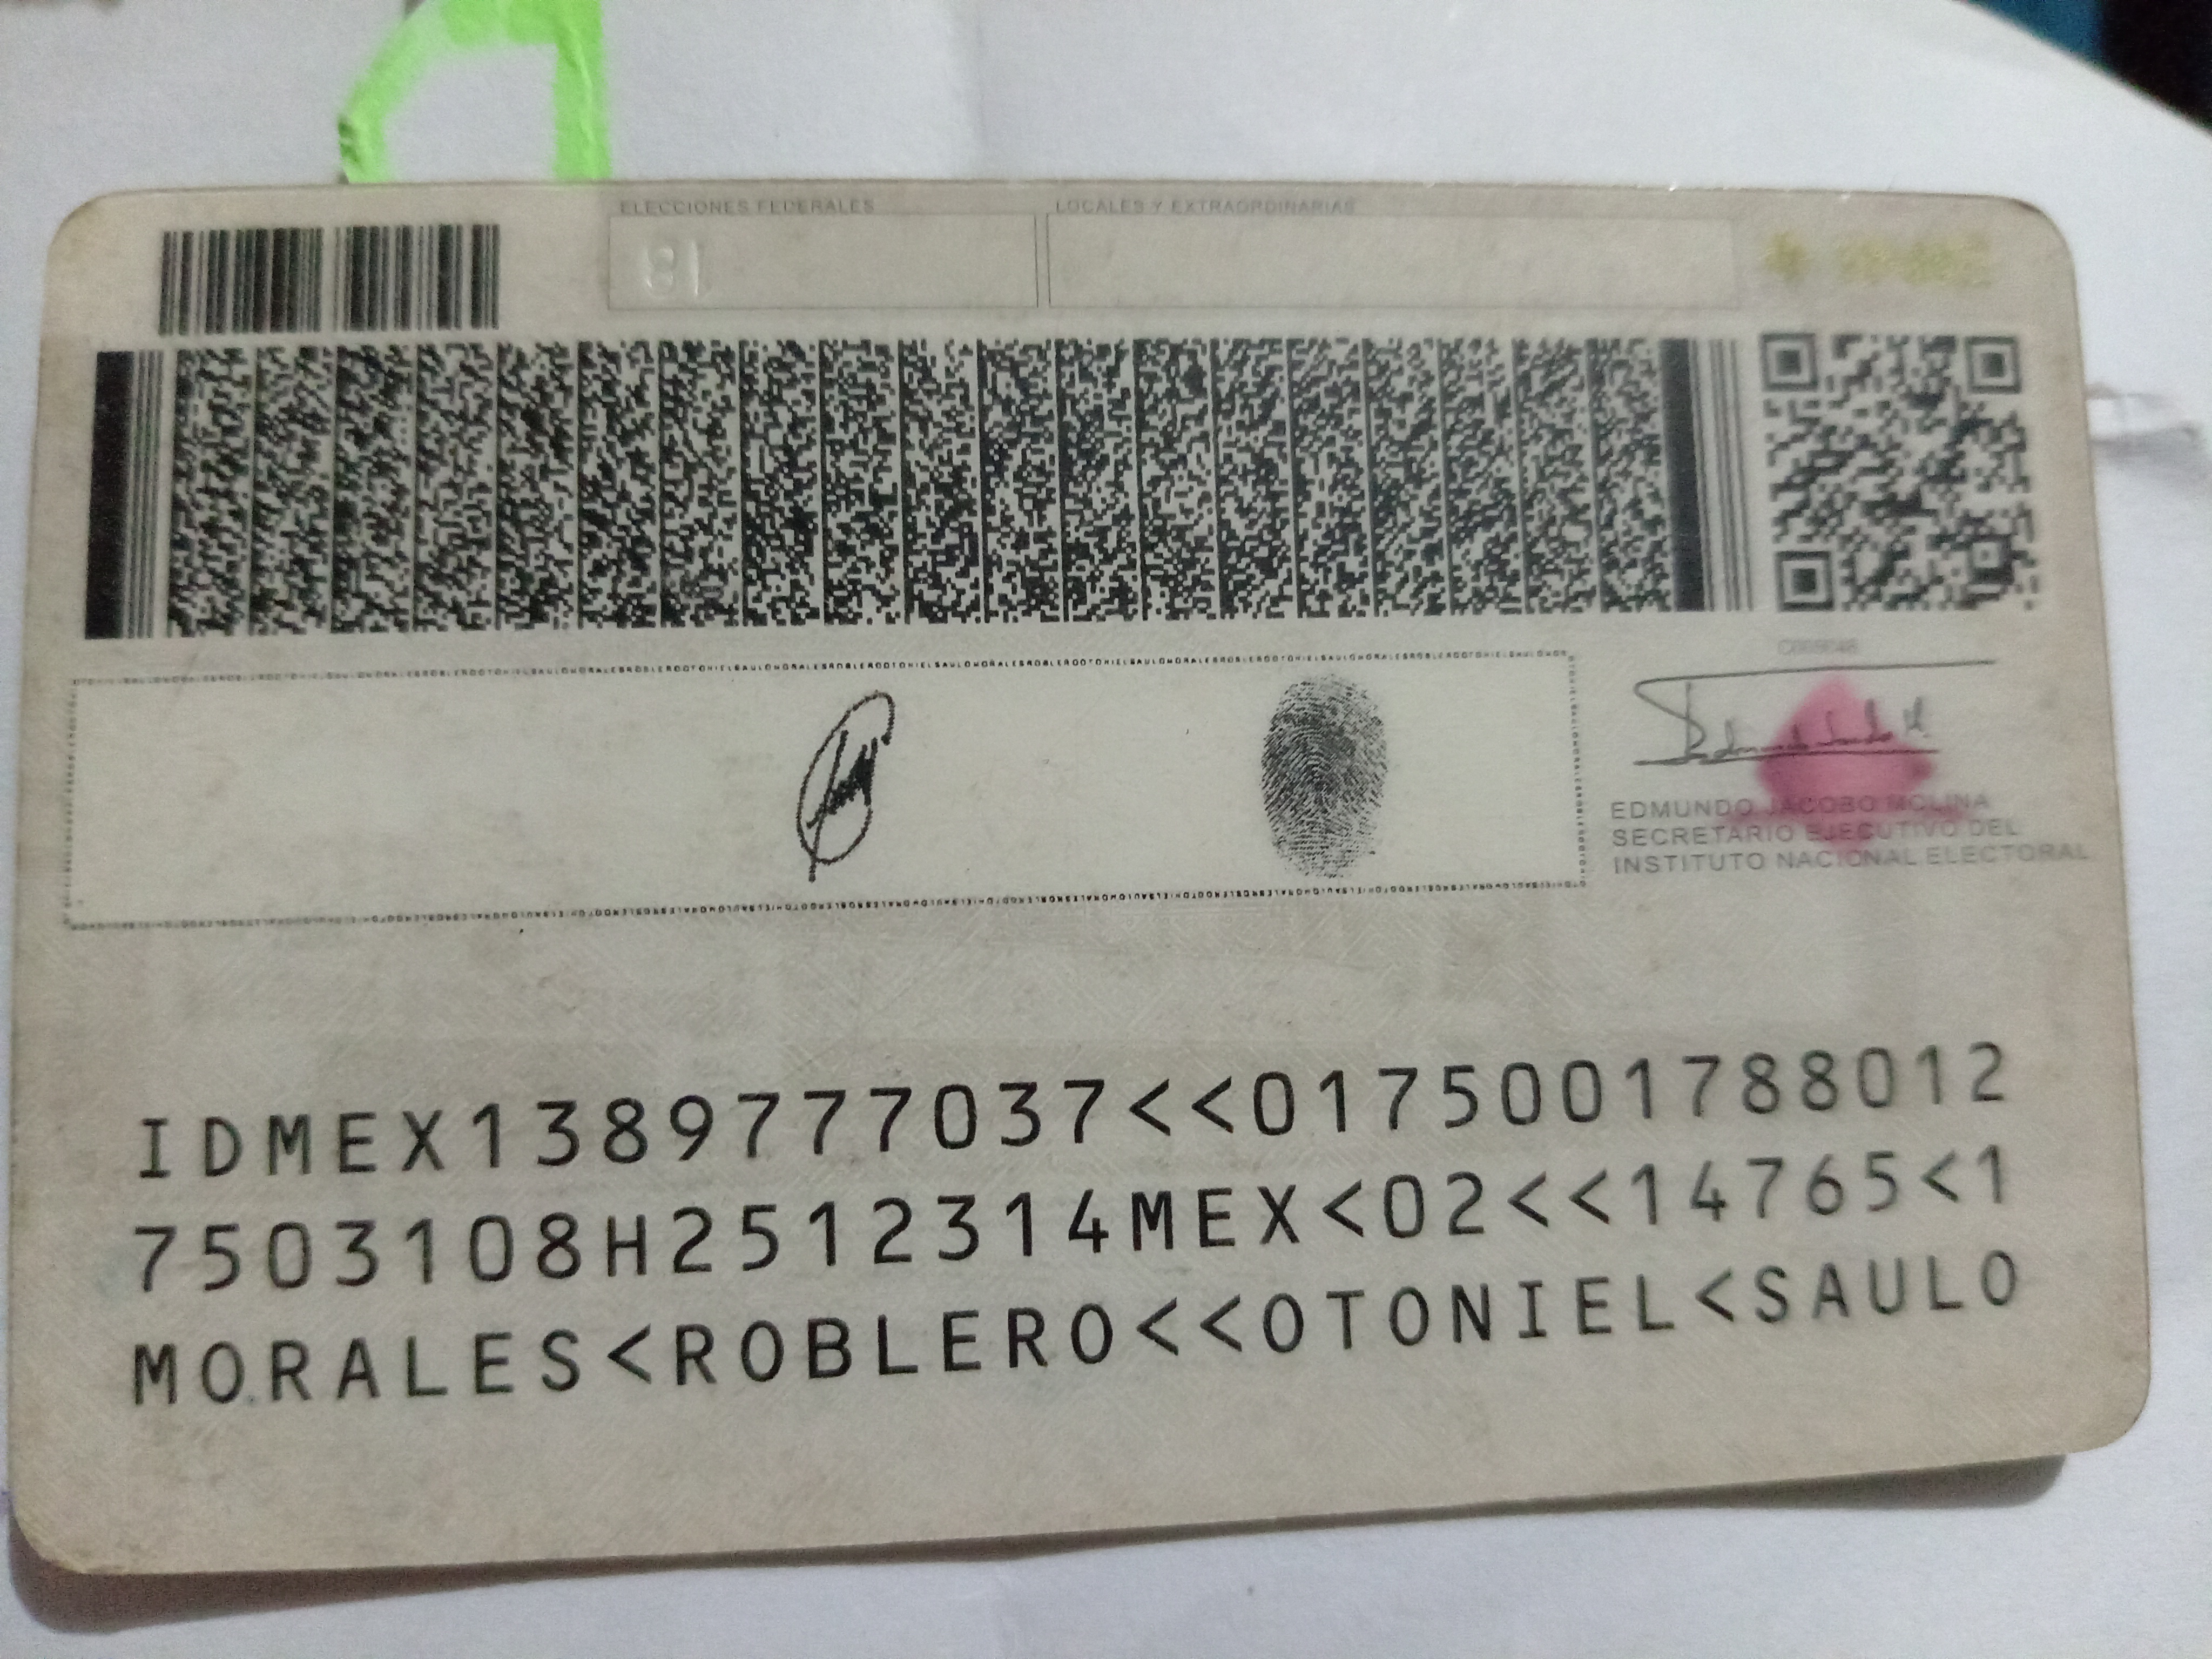 ELECCIONES FEDERALES
LOCALES Y EXTRAORDINARIAS
18
EDMUNDO JACOBO MOLINA
SECRETARIO EJECUTIVO DEL
INSTITUTO NACIONAL ELECTORAL
IDMEX1389777037<<0175001788012
7503108H2512314MEX<02<<14765<1
MORALES<ROBLERO<<OTONIEL<SAULO